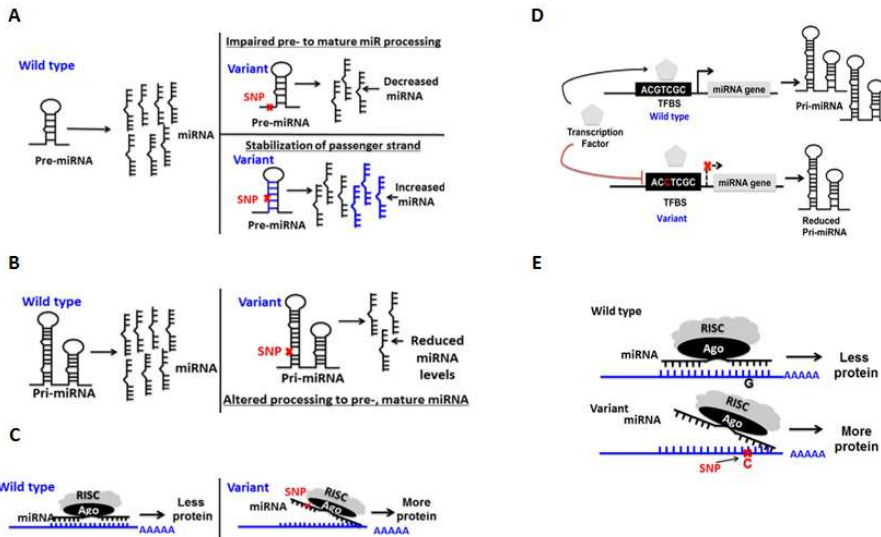 A
Wild type
Pre-miRNA
miRNA
Impaired pre- to mature miR processing
Variant
SNP
Pre-miRNA
Decreased
miRNA
Stabilization of passenger strand
Variant
SNP
Pre-miRNA
Increased
miRNA
B
Wild type
Pri-miRNA
miRNA
Variant
SNP
Pri-miRNA
Reduced
miRNA
levels
Altered processing to pre-, mature miRNA
C
Wild type
RISC
Ago
miRNA
AAAAA
Less
protein
Variant
SNP
RISC
Ago
miRNA
AAAAA
More
protein
D
ACGTCGC
TFBS
Wild type
miRNA gene
Pri-miRNA
Transcription
Factor
ACCTCGC
TFBS
Variant
miRNA gene
Reduced
Pri-miRNA
E
Wild type
RISC
Ago
miRNA
G
AAAAA
Less
protein
Variant
miRNA
RISC
Ago
SNP
C
AAAAA
More
protein